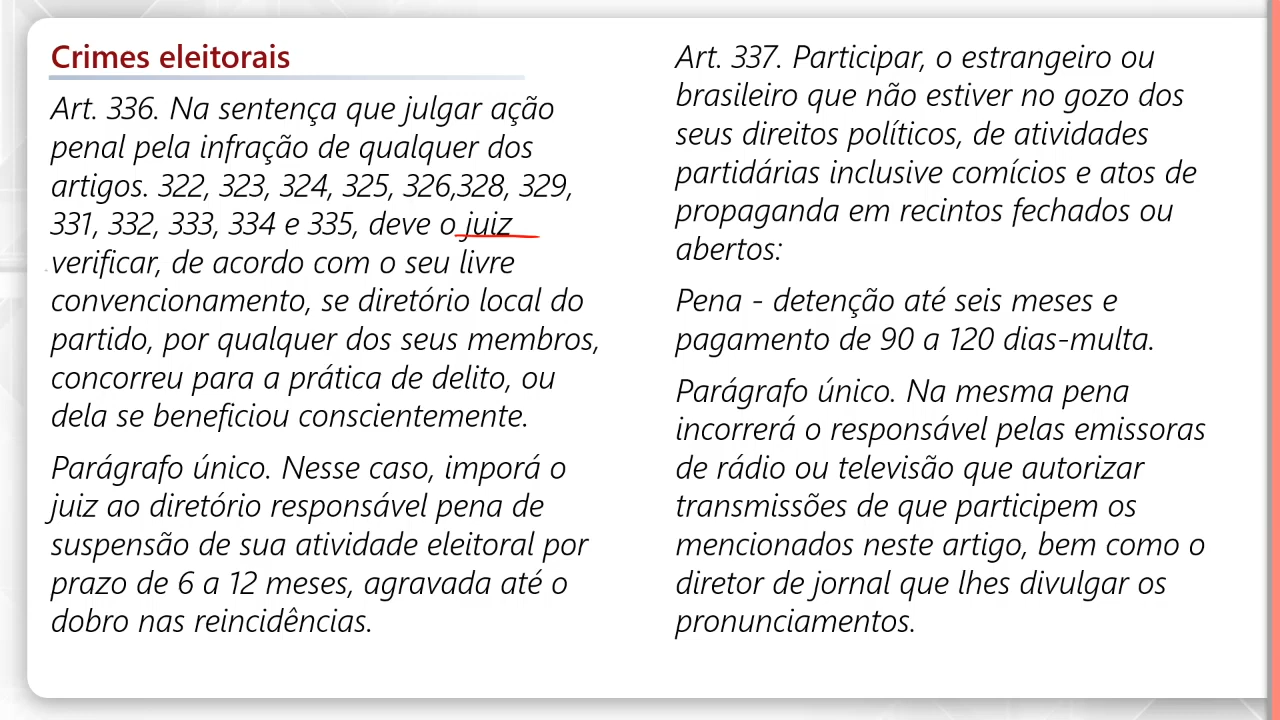 Crimes eleitorais
Art. 336. Na sentença que julgar ação
penal pela infração de qualquer dos
artigos. 322, 323, 324, 325, 326,328, 329,
331, 332, 333, 334 e 335, deve o juiz
verificar, de acordo com o seu livre
convencionamento, se diretório local do
partido, por qualquer dos seus membros,
concorreu para a prática de delito, ou
dela se beneficiou conscientemente.
Parágrafo único. Nesse caso, imporá o
juiz ao diretório responsável pena de
suspensão de sua atividade eleitoral por
prazo de 6 a 12 meses, agravada até o
dobro nas reincidências.
Art. 337. Participar, o estrangeiro ou
brasileiro que não estiver no gozo dos
seus direitos políticos, de atividades
partidárias inclusive comícios e atos de
propaganda em recintos fechados ou
abertos:
Pena - detenção até seis meses e
pagamento de 90 a 120 dias-multa.
Parágrafo único. Na mesma pena
incorrerá o responsável pelas emissoras
de rádio ou televisão que autorizar
transmissões de que participem os
mencionados neste artigo, bem como o
diretor de jornal que lhes divulgar os
pronunciamentos.